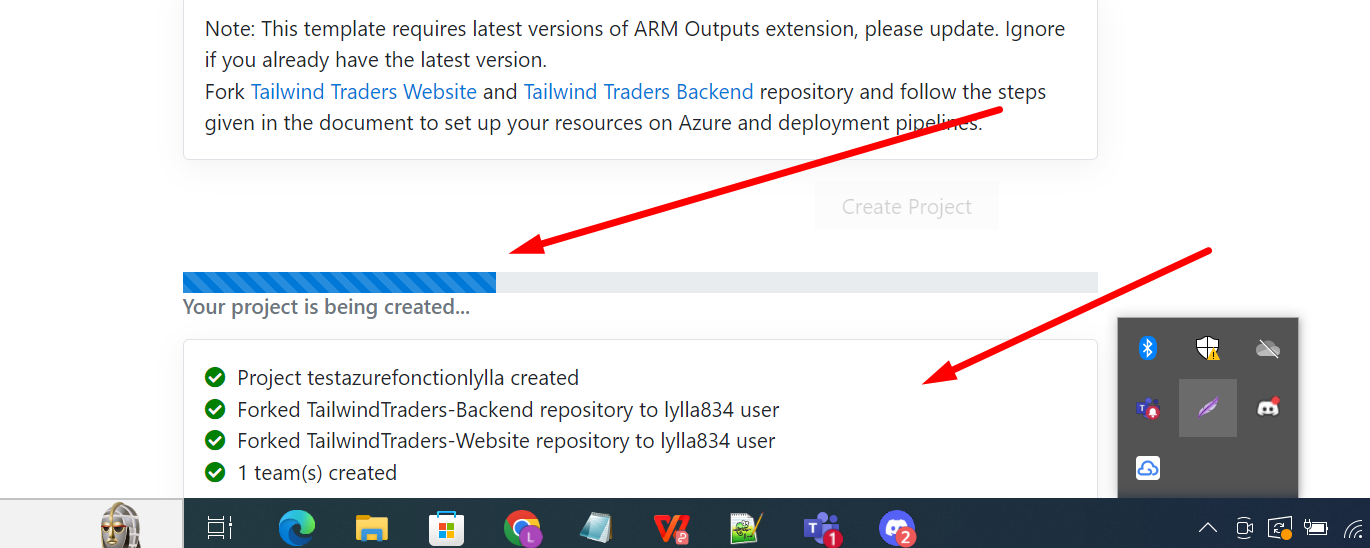 Note: This template requires latest versions of ARM Outputs extension, please update. Ignore
if you already have the latest version.
Fork Tailwind Traders Website and Tailwind Traders Backend repository and follow the steps
given in the document to set up your resources on Azure and deployment pipelines.
Create Project
Your project is being created...
Project testazurefonctionlylla created
Forked TailwindTraders-Backend repository to lylla834 user
Forked TailwindTraders-Website repository to lylla834 user
1 team(s) created
L
1
2